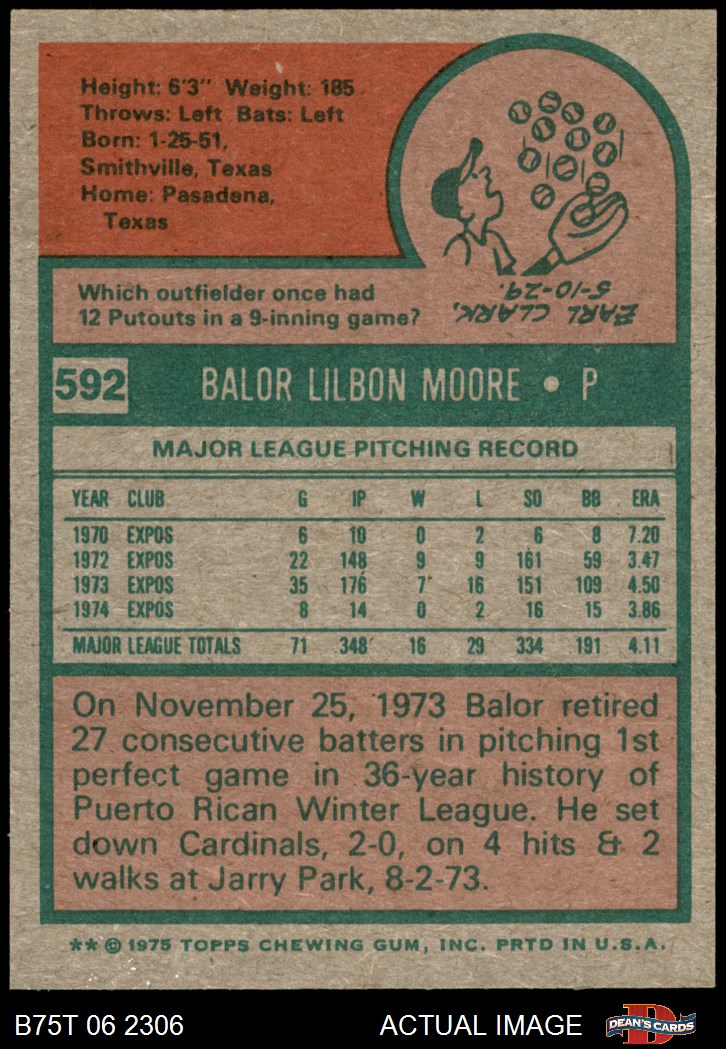 Height: 6'3" Weight: 185
Throws: Left Bats: Left
Born: 1-25-51,
Smithville, Texas
Home: Pasadena,
Texas
Which outfielder once had
12 Putouts in a 9-inning game?
EARL CLARK,
5-10-29.
592 BALOR LILBON MOORE • P
MAJOR LEAGUE PITCHING RECORD
YEAR CLUB G IP W L SO BB ERA
1970 EXPOS 6 10 0 2 6 8 7.20
1972 EXPOS 22 148 9 9 161 59 3.47
1973 EXPOS 35 176 7 16 151 109 4.50
1974 EXPOS 8 14 0 2 16 15 3.86
MAJOR LEAGUE TOTALS 71 348 16 29 334 191 4.11
On November 25, 1973 Balor retired
27 consecutive batters in pitching 1st
perfect game in 36-year history of
Puerto Rican Winter League. He set
down Cardinals, 2-0, on 4 hits & 2
walks at Jarry Park, 8-2-73.
** © 1975 TOPPS CHEWING GUM, INC. PRTD IN U.S.A.
B75T 06 2306 ACTUAL IMAGE D DEAN'S CARDS